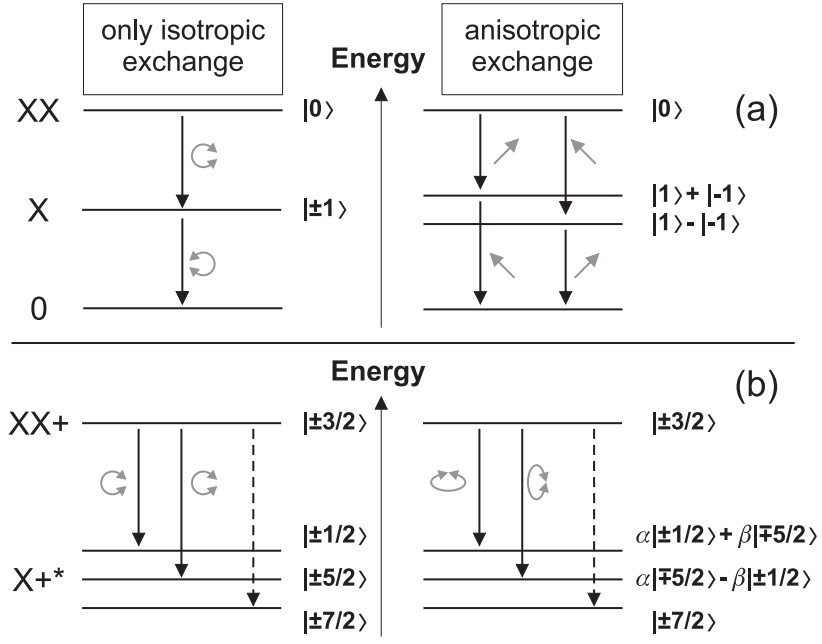 only isotropic
exchange
anisotropic
exchange
Energy
(a)
XX
|0⟩
|0⟩
X
|±1⟩
|1⟩+|-1⟩
|1⟩-|-1⟩
0
Energy
(b)
XX+
|±3/2⟩
|±3/2⟩
X+*
|±1/2⟩
|±5/2⟩
|±7/2⟩
α|±1/2⟩+ β|∓5/2⟩
α|∓5/2⟩- β|±1/2⟩
|±7/2⟩